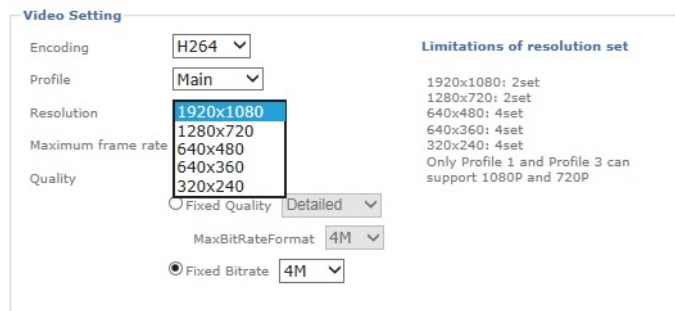 Video Setting
Encoding H264
Limitations of resolution set
Profile Main
1920x1080: 2set
1280x720: 2set
640x480: 4set
640x360: 4set
320x240: 4set
Only Profile 1 and Profile 3 can
support 1080P and 720P
Resolution 1920x1080
1280x720
Maximum frame rate 640x480
640x360
Quality
320x240
Fixed Quality Detailed
MaxBitRateFormat 4M
Fixed Bitrate 4M